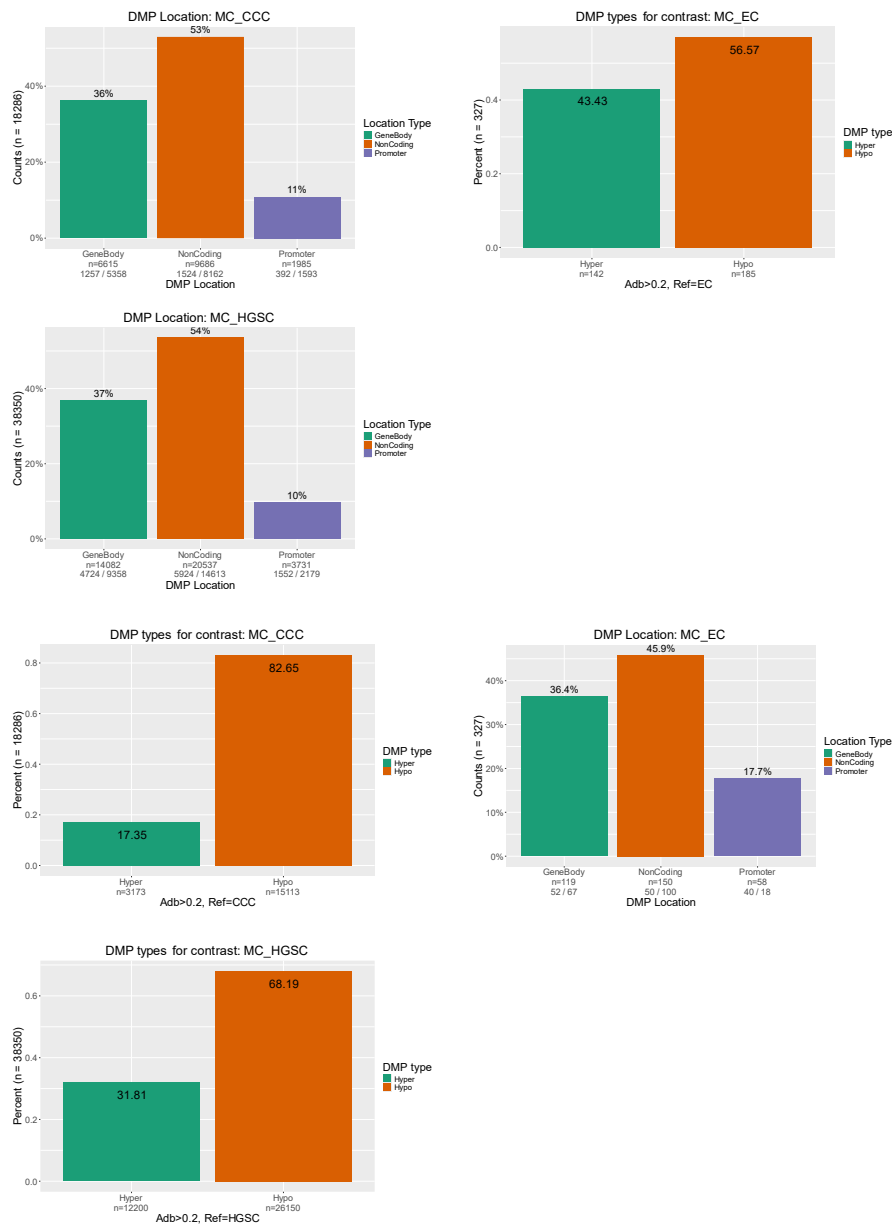 DMP Location: MC_CCC
53%
36%
11%
40%
20%
0%
Counts (n = 18286)
Location Type
GeneBody
NonCoding
Promoter
GeneBody NonCoding Promoter
n=6615 n=9686 n=1985
1257 / 5358 1524 / 8162 392 / 1593
DMP Location
DMP types for contrast: MC_EC
56.57
43.43
0.4
0.2
0.0
Percent (n = 327)
DMP type
Hyper
Hypo
Hyper Hypo
n=142 n=185
Adb>0.2, Ref=EC
DMP Location: MC_HGSC
54%
37%
10%
40%
20%
0%
Counts (n = 38350)
Location Type
GeneBody
NonCoding
Promoter
GeneBody NonCoding Promoter
n=14082 n=20537 n=3731
4724 / 9358 5924 / 14613 1552 / 2179
DMP Location
DMP types for contrast: MC_CCC
82.65
17.35
0.8
0.6
0.4
0.2
0.0
Percent (n = 18286)
DMP type
Hyper
Hypo
Hyper Hypo
n=3173 n=15113
Adb>0.2, Ref=CCC
DMP Location: MC_EC
45.9%
36.4%
17.7%
40%
20%
10%
0%
Counts (n = 327)
Location Type
GeneBody
NonCoding
Promoter
GeneBody NonCoding Promoter
n=119 n=150 n=58
52 / 67 50 / 100 40 / 18
DMP Location
DMP types for contrast: MC_HGSC
68.19
31.81
0.6
0.4
0.2
0.0
Percent (n = 38350)
DMP type
Hyper
Hypo
Hyper Hypo
n=12200 n=26150
Adb>0.2, Ref=HGSC